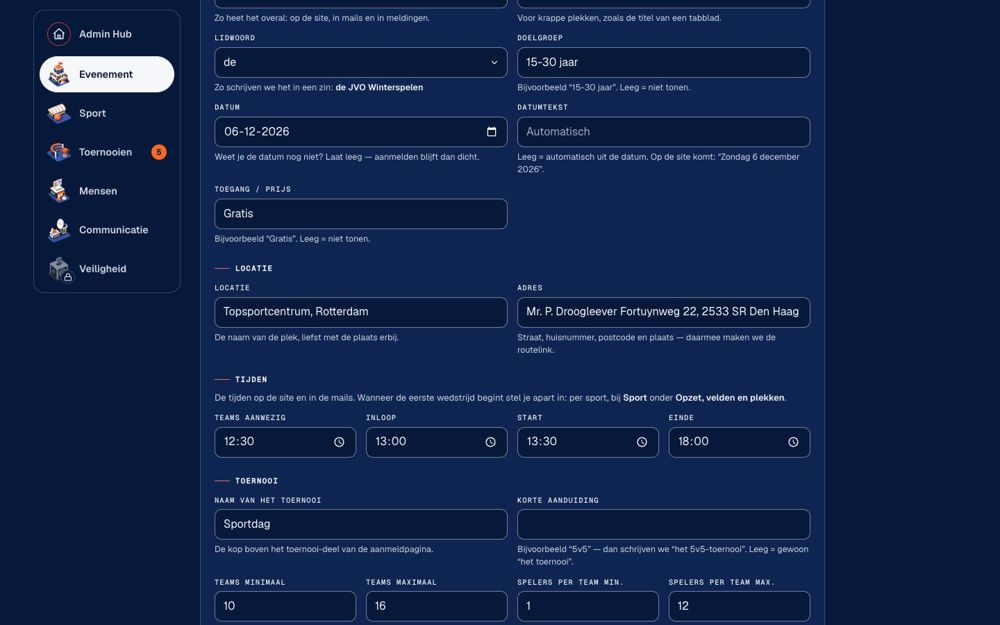 Admin Hub
Evenement
Sport
Toernooien 5
Mensen
Communicatie
Veiligheid
Zo heet het overal: op de site, in mails en in meldingen.
Voor krappe plekken, zoals de titel van een tabblad.
LIDWOORD
DOELGROEP
de
15-30 jaar
Zo schrijven we het in een zin: de JVO Winterspelen
Bijvoorbeeld "15-30 jaar". Leeg = niet tonen.
DATUM
DATUMTEKST
06-12-2026
Automatisch
Weet je de datum nog niet? Laat leeg — aanmelden blijft dan dicht.
Leeg = automatisch uit de datum. Op de site komt: "Zondag 6 december
2026".
TOEGANG / PRIJS
Gratis
Bijvoorbeeld "Gratis". Leeg = niet tonen.
LOCATIE
LOCATIE
ADRES
Topsportcentrum, Rotterdam
Mr. P. Droogleever Fortuynweg 22, 2533 SR Den Haag
De naam van de plek, liefst met de plaats erbij.
Straat, huisnummer, postcode en plaats — daarmee maken we de
routelink.
TIJDEN
De tijden op de site en in de mails. Wanneer de eerste wedstrijd begint stel je apart in: per sport, bij Sport onder Opzet, velden en plekken.
TEAMS AANWEZIG
INLOOP
START
EINDE
12:30
13:00
13:30
18:00
TOERNOOI
NAAM VAN HET TOERNOOI
KORTE AANDUIDING
Sportdag
De kop boven het toernooi-deel van de aanmeldpagina.
Bijvoorbeeld "5v5" — dan schrijven we "het 5v5-toernooi". Leeg = gewoon
"het toernooi".
TEAMS MINIMAAL
TEAMS MAXIMAAL
SPELERS PER TEAM MIN.
SPELERS PER TEAM MAX.
10
16
1
12